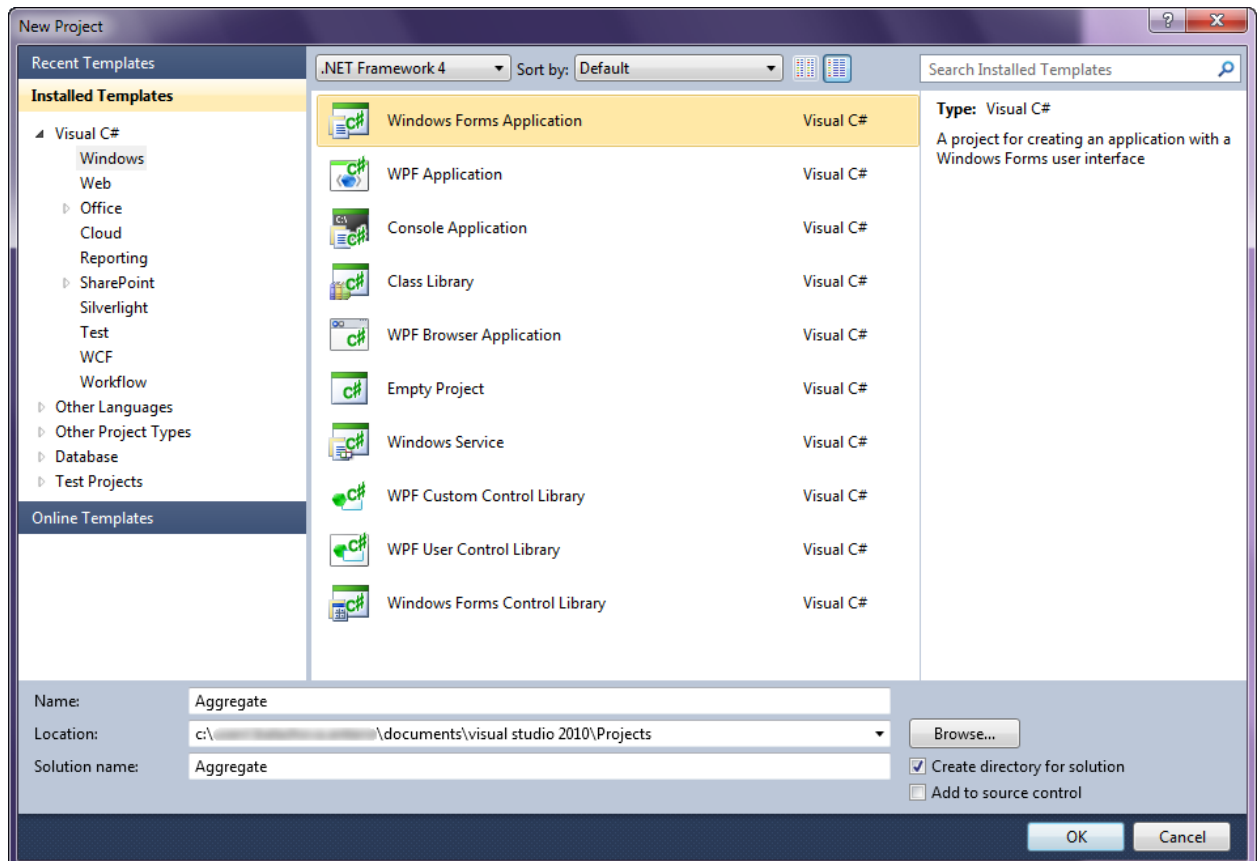 New Project
Recent Templates
Installed Templates
Visual C#
Windows
Web
Office
Cloud
Reporting
SharePoint
Silverlight
Test
WCF
Workflow
Other Languages
Other Project Types
Database
Test Projects
Online Templates
.NET Framework 4 Sort by: Default
Windows Forms Application Visual C#
WPF Application Visual C#
Console Application Visual C#
Class Library Visual C#
WPF Browser Application Visual C#
Empty Project Visual C#
Windows Service Visual C#
WPF Custom Control Library Visual C#
WPF User Control Library Visual C#
Windows Forms Control Library Visual C#
Search Installed Templates
Type: Visual C#
A project for creating an application with a
Windows Forms user interface
Name: Aggregate
Location: c:\ \documents\visual studio 2010\Projects Browse...
Solution name: Aggregate
Create directory for solution
Add to source control
OK Cancel